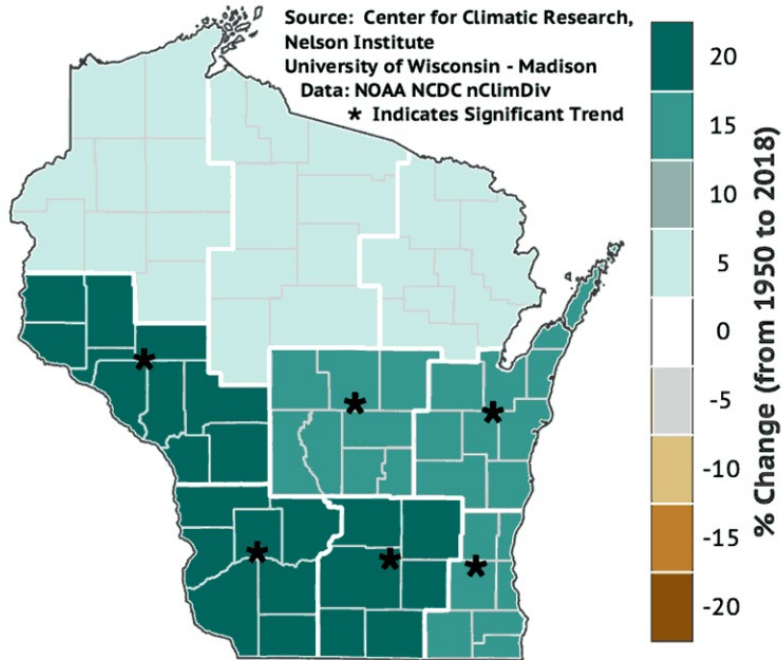 Source: Center for Climatic Research,
Nelson Institute
University of Wisconsin - Madison
Data: NOAA NCDC nClimDiv
* Indicates Significant Trend
20
15
10
5
0
-5
-10
-15
-20
% Change (from 1950 to 2018)